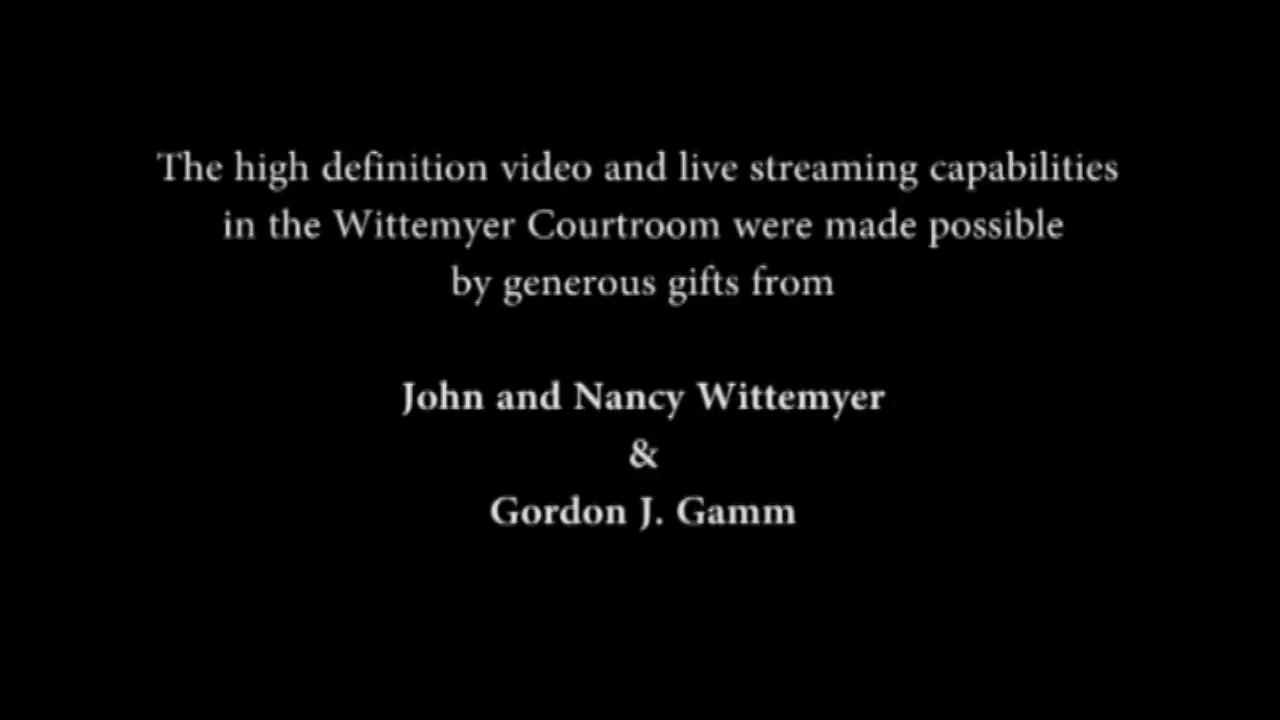 The high definition video and live streaming capabilities
in the Wittemyer Courtroom were made possible
by generous gifts from
John and Nancy Wittemyer
&
Gordon J. Gamm